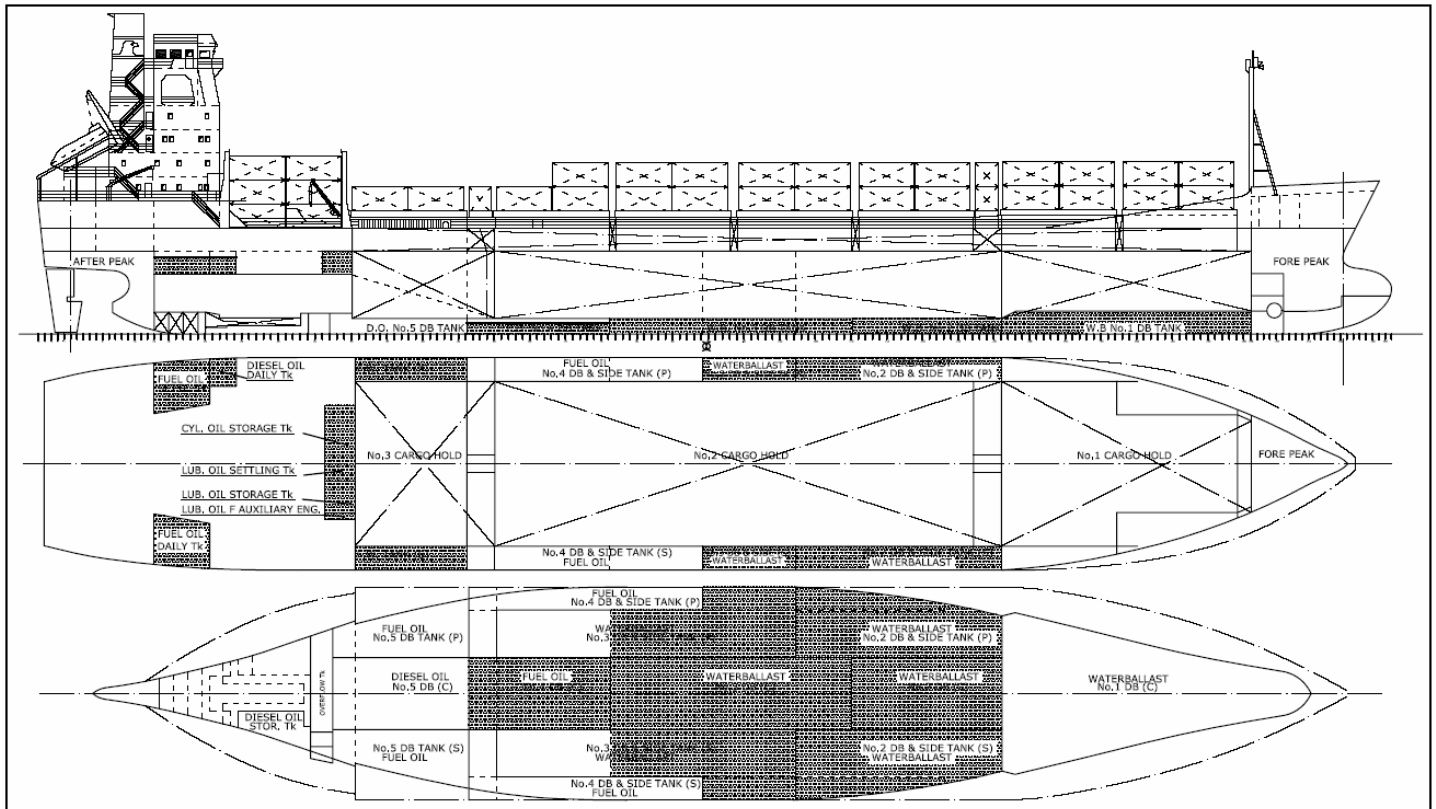 AFTER PEAK
FORE PEAK
D.O. No.5 DB TANK
W.B No.1 DB TANK
FUEL OIL
DIESEL OIL
DAILY Tk
FUEL OIL
No.4 DB & SIDE TANK (P)
WATERBALLAST
WATERBALLAST
No.2 DB & SIDE TANK (P)
CYL. OIL STORAGE Tk
LUB. OIL SETTLING Tk
LUB. OIL STORAGE Tk
LUB. OIL F AUXILIARY ENG.
No,3 CARGO HOLD
No,2 CARGO HOLD
No,1 CARGO HOLD
FORE PEAK
FUEL OIL
DAILY Tk
No.4 DB & SIDE TANK (S)
FUEL OIL
WATERBALLAST
WATERBALLAST
FUEL OIL
No.4 DB & SIDE TANK (P)
FUEL OIL
No,5 DB TANK (P)
WATERBALLAST
No,2 DB & SIDE TANK (P)
DIESEL OIL
No.5 DB (C)
FUEL OIL
WATERBALLAST
WATERBALLAST
WATERBALLAST
No.1 DB (C)
OVERFLOW Tk
DIESEL OIL
STOR. Tk
No,5 DB TANK (S)
FUEL OIL
No,2 DB & SIDE TANK (S)
WATERBALLAST
No.4 DB & SIDE TANK (S)
FUEL OIL